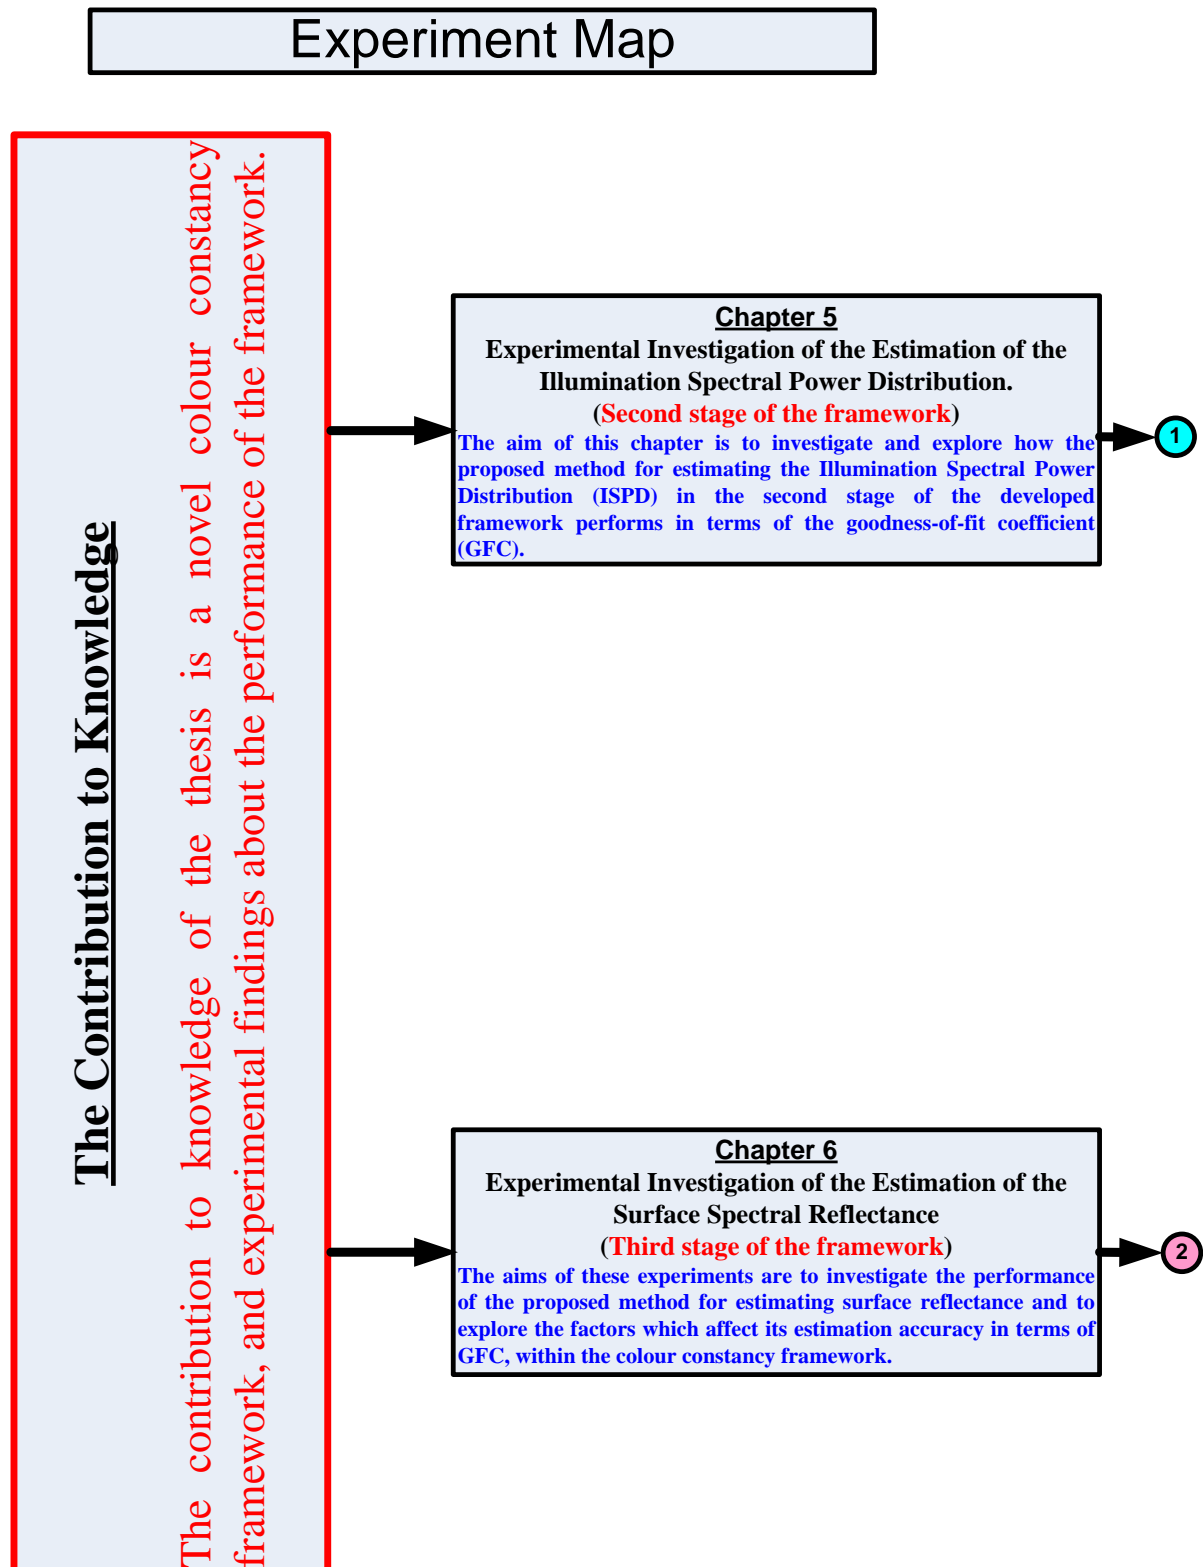 Experiment Map
The Contribution to Knowledge
The contribution to knowledge of the thesis is a novel colour constancy
framework, and experimental findings about the performance of the framework.
Chapter 5
Experimental Investigation of the Estimation of the
Illumination Spectral Power Distribution.
(Second stage of the framework)
The aim of this chapter is to investigate and explore how the
proposed method for estimating the Illumination Spectral Power
Distribution (ISPD) in the second stage of the developed
framework performs in terms of the goodness-of-fit coefficient
(GFC).
1
Chapter 6
Experimental Investigation of the Estimation of the
Surface Spectral Reflectance
(Third stage of the framework)
The aims of these experiments are to investigate the performance
of the proposed method for estimating surface reflectance and to
explore the factors which affect its estimation accuracy in terms of
GFC, within the colour constancy framework.
2